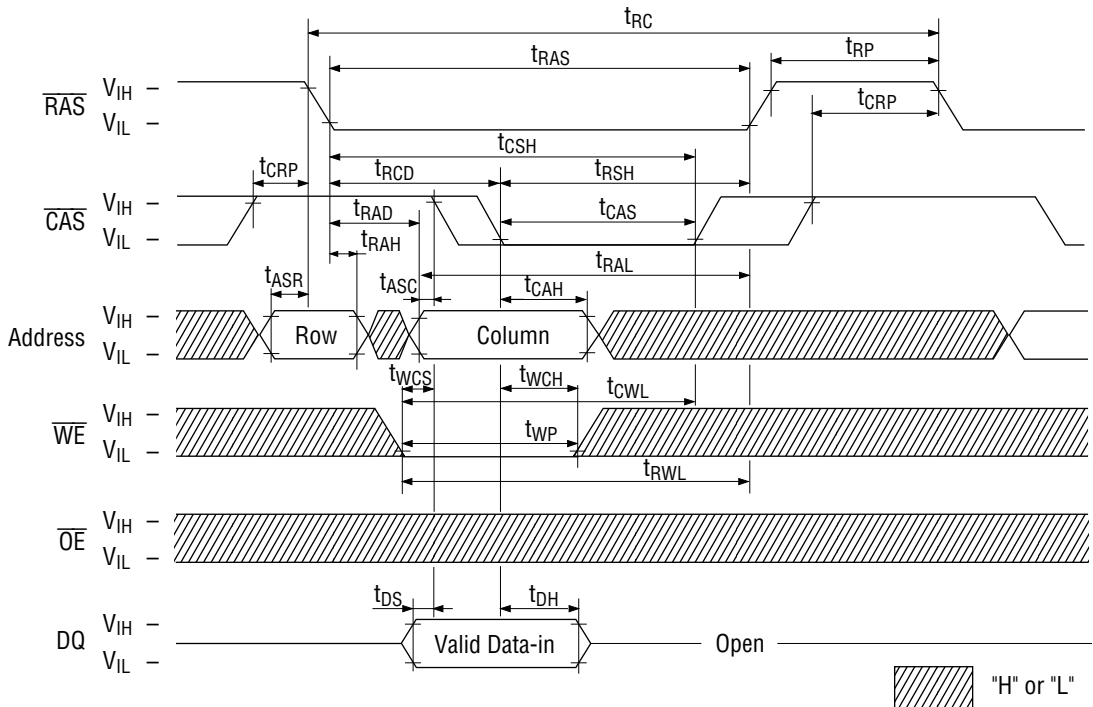 tRC
tRAS
tRP
RAS
VIH
VIL
tCRP
tCSH
tCRP
tRCD
tRSH
CAS
VIH
VIL
tRAD
tCAS
tRAH
tRAL
tASR
tASC
tCAH
Address
VIH
VIL
Row
Column
tWCS
tWCH
tCWL
WE
VIH
VIL
tWP
tRWL
OE
VIH
VIL
tDS
tDH
DQ
VIH
VIL
Valid Data-in
Open
"H" or "L"